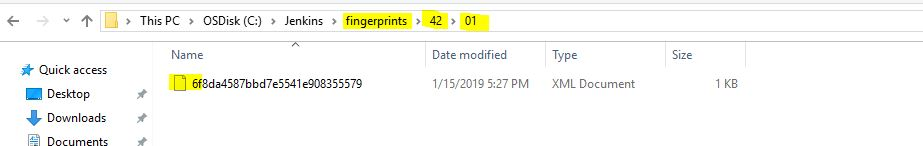 This PC > OSDisk (C:) > Jenkins > fingerprints > 42 > 01
Name Date modified Type Size
Quick access
6f8da4587bbd7e5541e908355579 1/15/2019 5:27 PM XML Document 1 KB
Desktop
Downloads
Documents